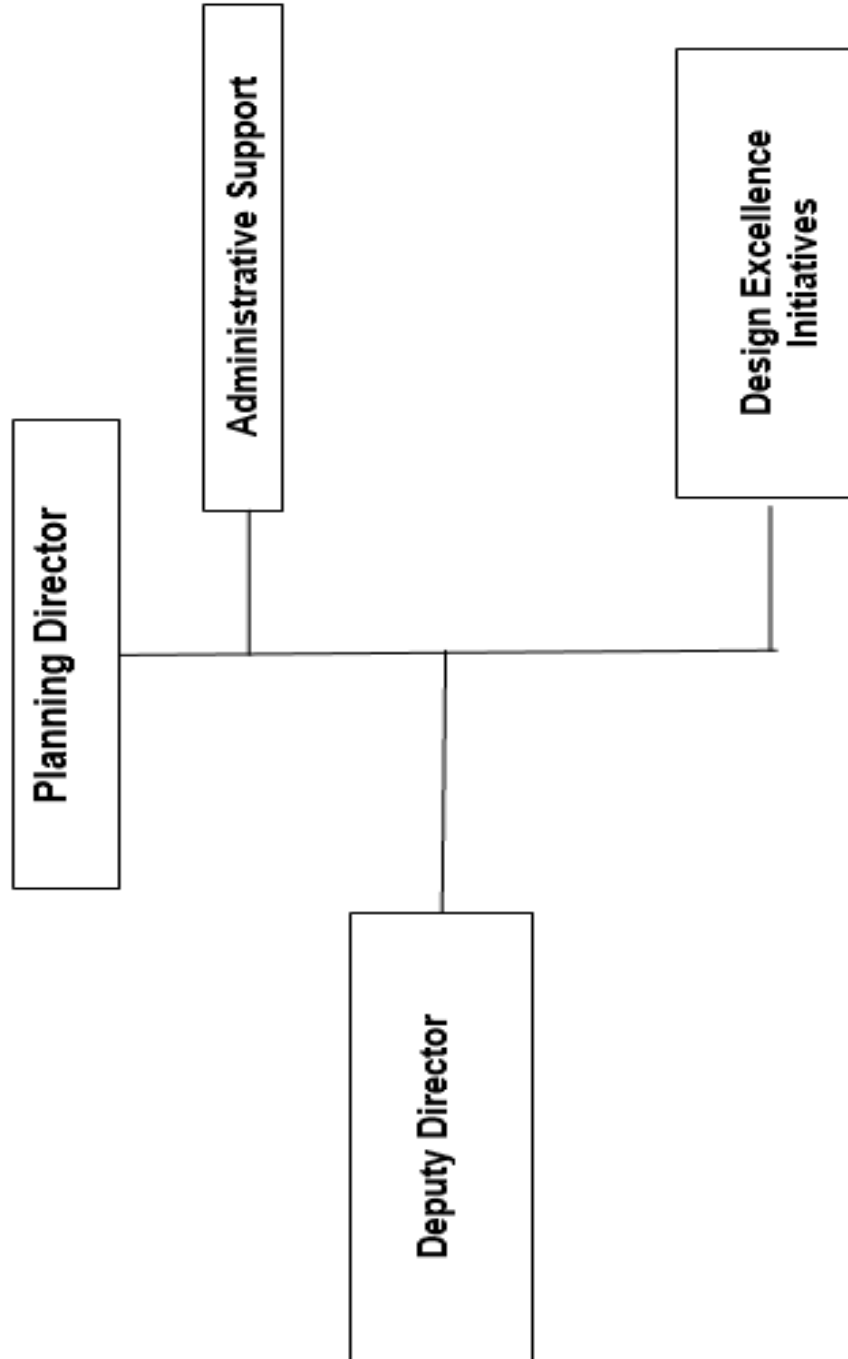 Planning Director
Administrative Support
Deputy Director
Design Excellence
Initiatives